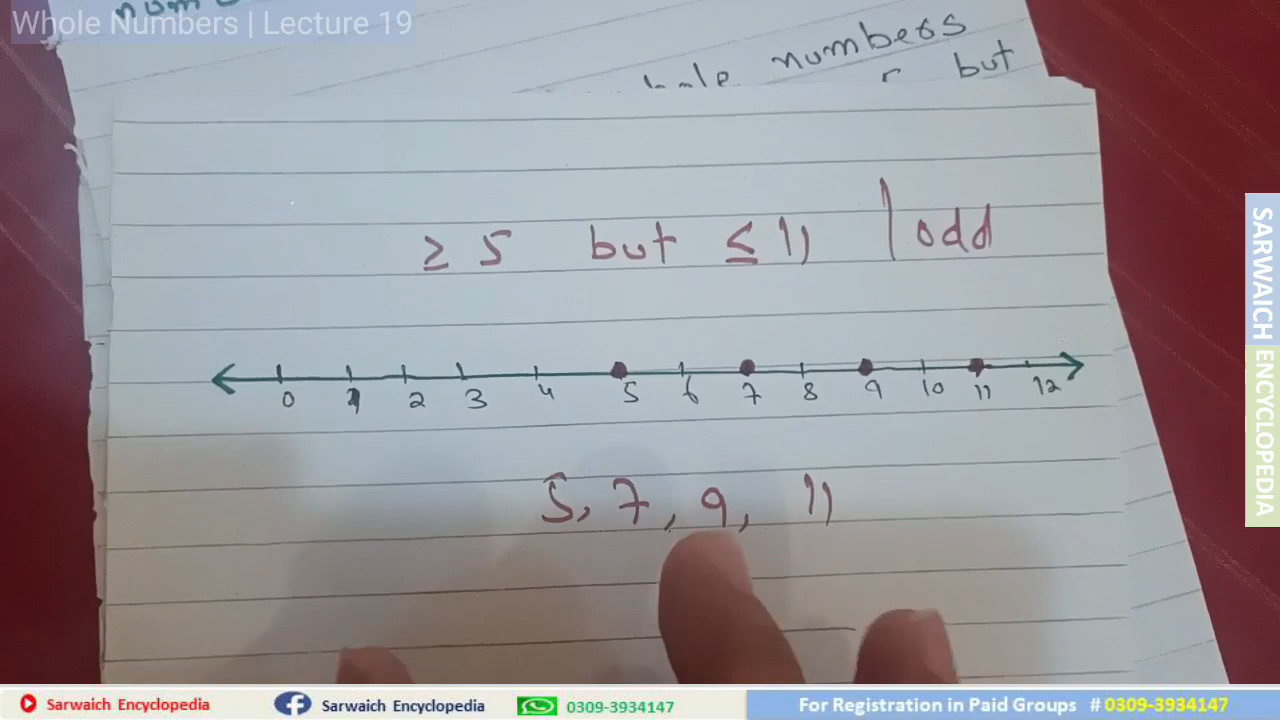 Whole Numbers | Lecture 19
numbers
but
≥ 5 but ≤ 11 | odd
0 1 2 3 4 5 6 7 8 9 10 11 12
5, 7, 9, 11
SARWAICH ENCYCLOPEDIA
Sarwaich Encyclopedia Sarwaich Encyclopedia 0309-3934147 For Registration in Paid Groups # 0309-3934147